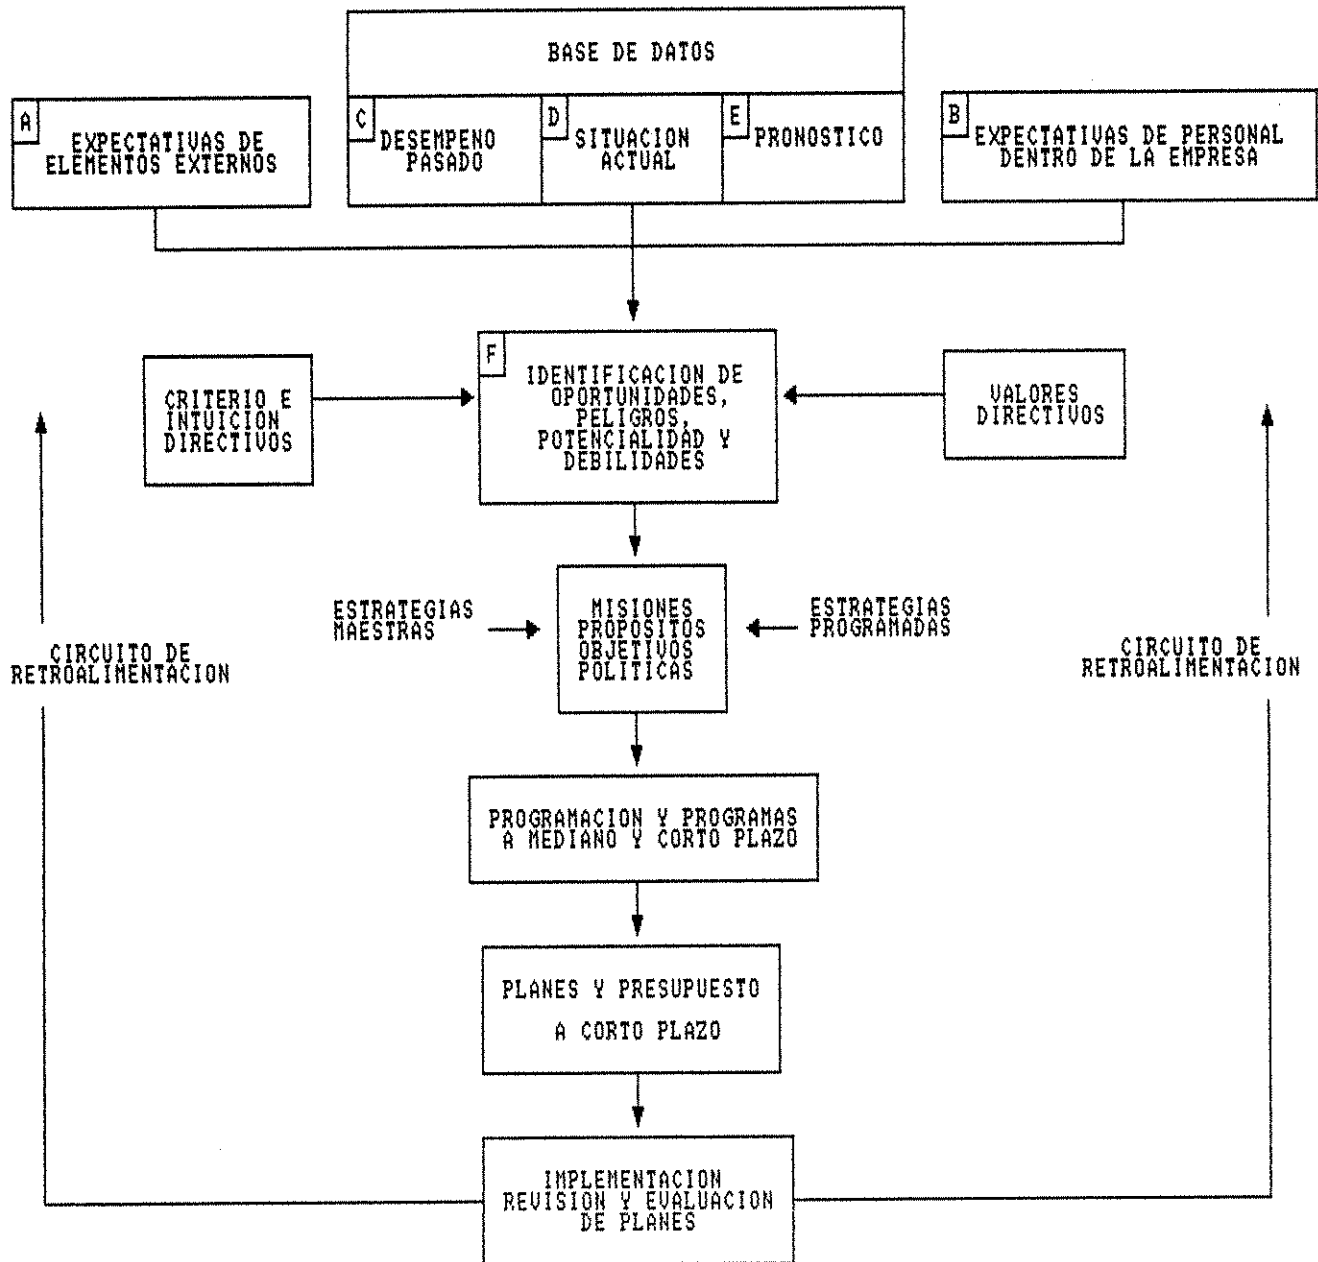 BASE DE DATOS
A
EXPECTATIVAS DE
ELEMENTOS EXTERNOS
C
DESEMPENO
PASADO
D
SITUACION
ACTUAL
E
PRONOSTICO
B
EXPECTATIVAS DE PERSONAL
DENTRO DE LA EMPRESA
CRITERIO E
INTUICION
DIRECTIVOS
F
IDENTIFICACION DE
OPORTUNIDADES,
PELIGROS,
POTENCIALIDAD Y
DEBILIDADES
VALORES
DIRECTIVOS
ESTRATEGIAS
MAESTRAS
MISIONES
PROPOSITOS
OBJETIVOS
POLITICAS
ESTRATEGIAS
PROGRAMADAS
CIRCUITO DE
RETROALIMENTACION
CIRCUITO DE
RETROALIMENTACION
PROGRAMACION Y PROGRAMAS
A MEDIANO Y CORTO PLAZO
PLANES Y PRESUPUESTO
A CORTO PLAZO
IMPLEMENTACION
REVISION Y EVALUACION
DE PLANES